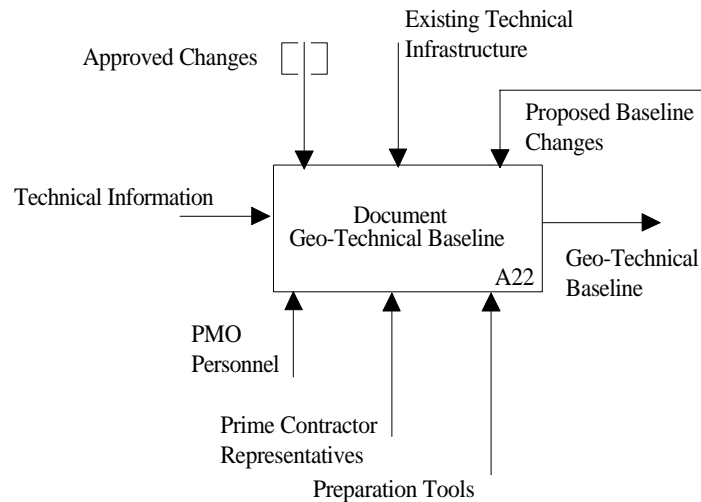 Existing Technical
Infrastructure
Approved Changes
Proposed Baseline
Changes
Technical Information
Document
Geo-Technical Baseline
A22
Geo-Technical
Baseline
PMO
Personnel
Prime Contractor
Representatives
Preparation Tools